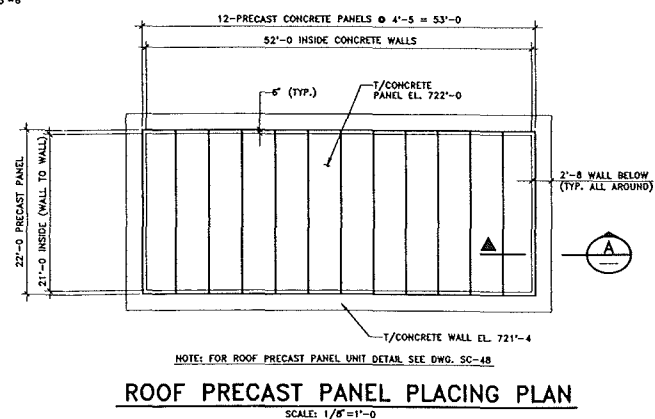 12-PRECAST CONCRETE PANELS @ 4'-5 = 53'-0
52'-0 INSIDE CONCRETE WALLS
6" (TYP.)
T/CONCRETE
PANEL EL. 722'-0
22'-0 PRECAST PANEL
21'-0 INSIDE (WALL TO WALL)
2'-8 WALL BELOW
(TYP. ALL AROUND)
A
T/CONCRETE WALL EL. 721'-4
NOTE: FOR ROOF PRECAST PANEL UNIT DETAIL SEE DWG. SC-48
ROOF PRECAST PANEL PLACING PLAN
SCALE: 1/8"=1'-0